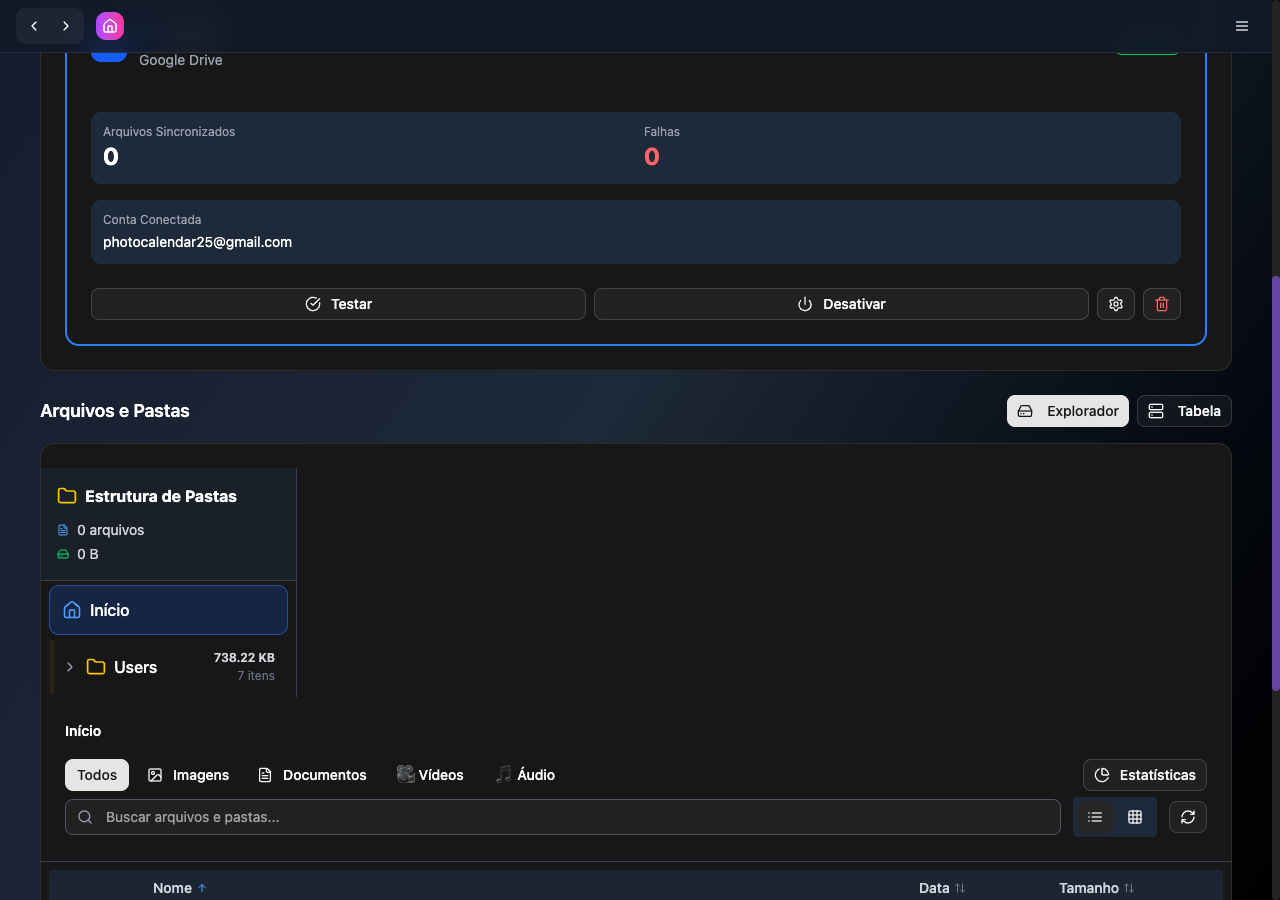 Google Drive
Arquivos Sincronizados
0
Falhas
0
Conta Conectada
photocalendar25@gmail.com
Testar
Desativar
Arquivos e Pastas
Explorador
Tabela
Estrutura de Pastas
0 arquivos
0 B
Início
Users
738.22 KB
7 itens
Início
Todos
Imagens
Documentos
Vídeos
Áudio
Estatísticas
Buscar arquivos e pastas...
Nome
Data
Tamanho